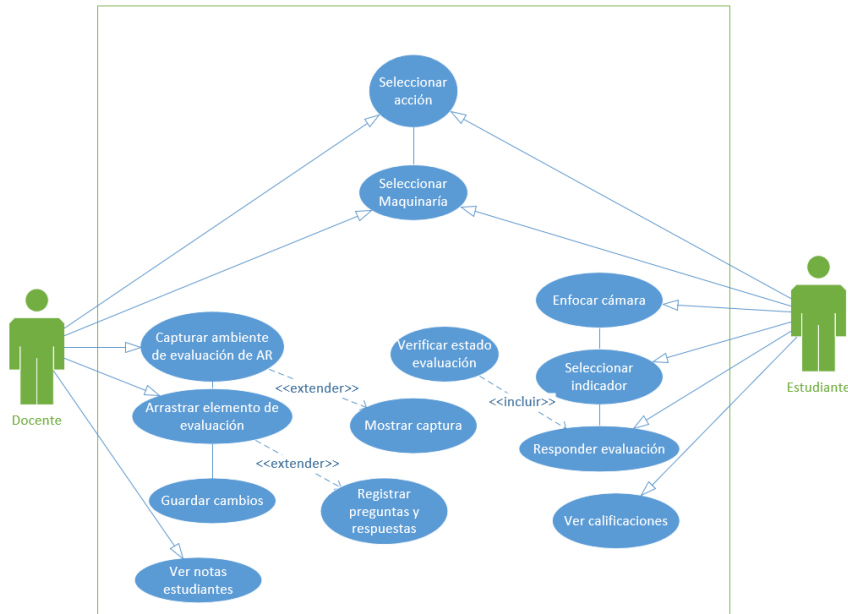 Seleccionar
acción
Seleccionar
Maquinaría
Enfocar cámara
Capturar ambiente
de evaluación de AR
Verificar estado
evaluación
Seleccionar
indicador
Estudiante
<<extender>>
<<incluir>>
Docente
Arrastrar elemento de
evaluación
Mostrar captura
Responder evaluación
<<extender>>
Guardar cambios
Registrar
preguntas y
respuestas
Ver calificaciones
Ver notas
estudiantes